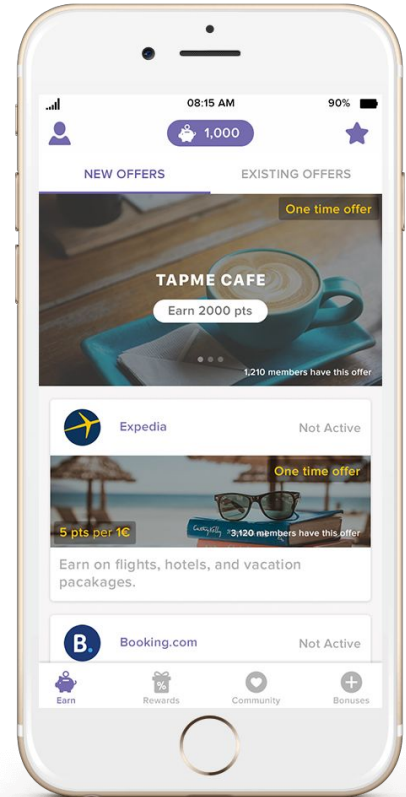 08:15 AM
90%
1,000
NEW OFFERS
EXISTING OFFERS
One time offer
TAPME CAFE
Earn 2000 pts
1,210 members have this offer
Expedia
Not Active
One time offer
5 pts per 1€
3,120 members have this offer
Earn on flights, hotels, and vacation
pacakages.
B.
Booking.com
Not Active
%
Earn
Rewards
Community
Bonuses